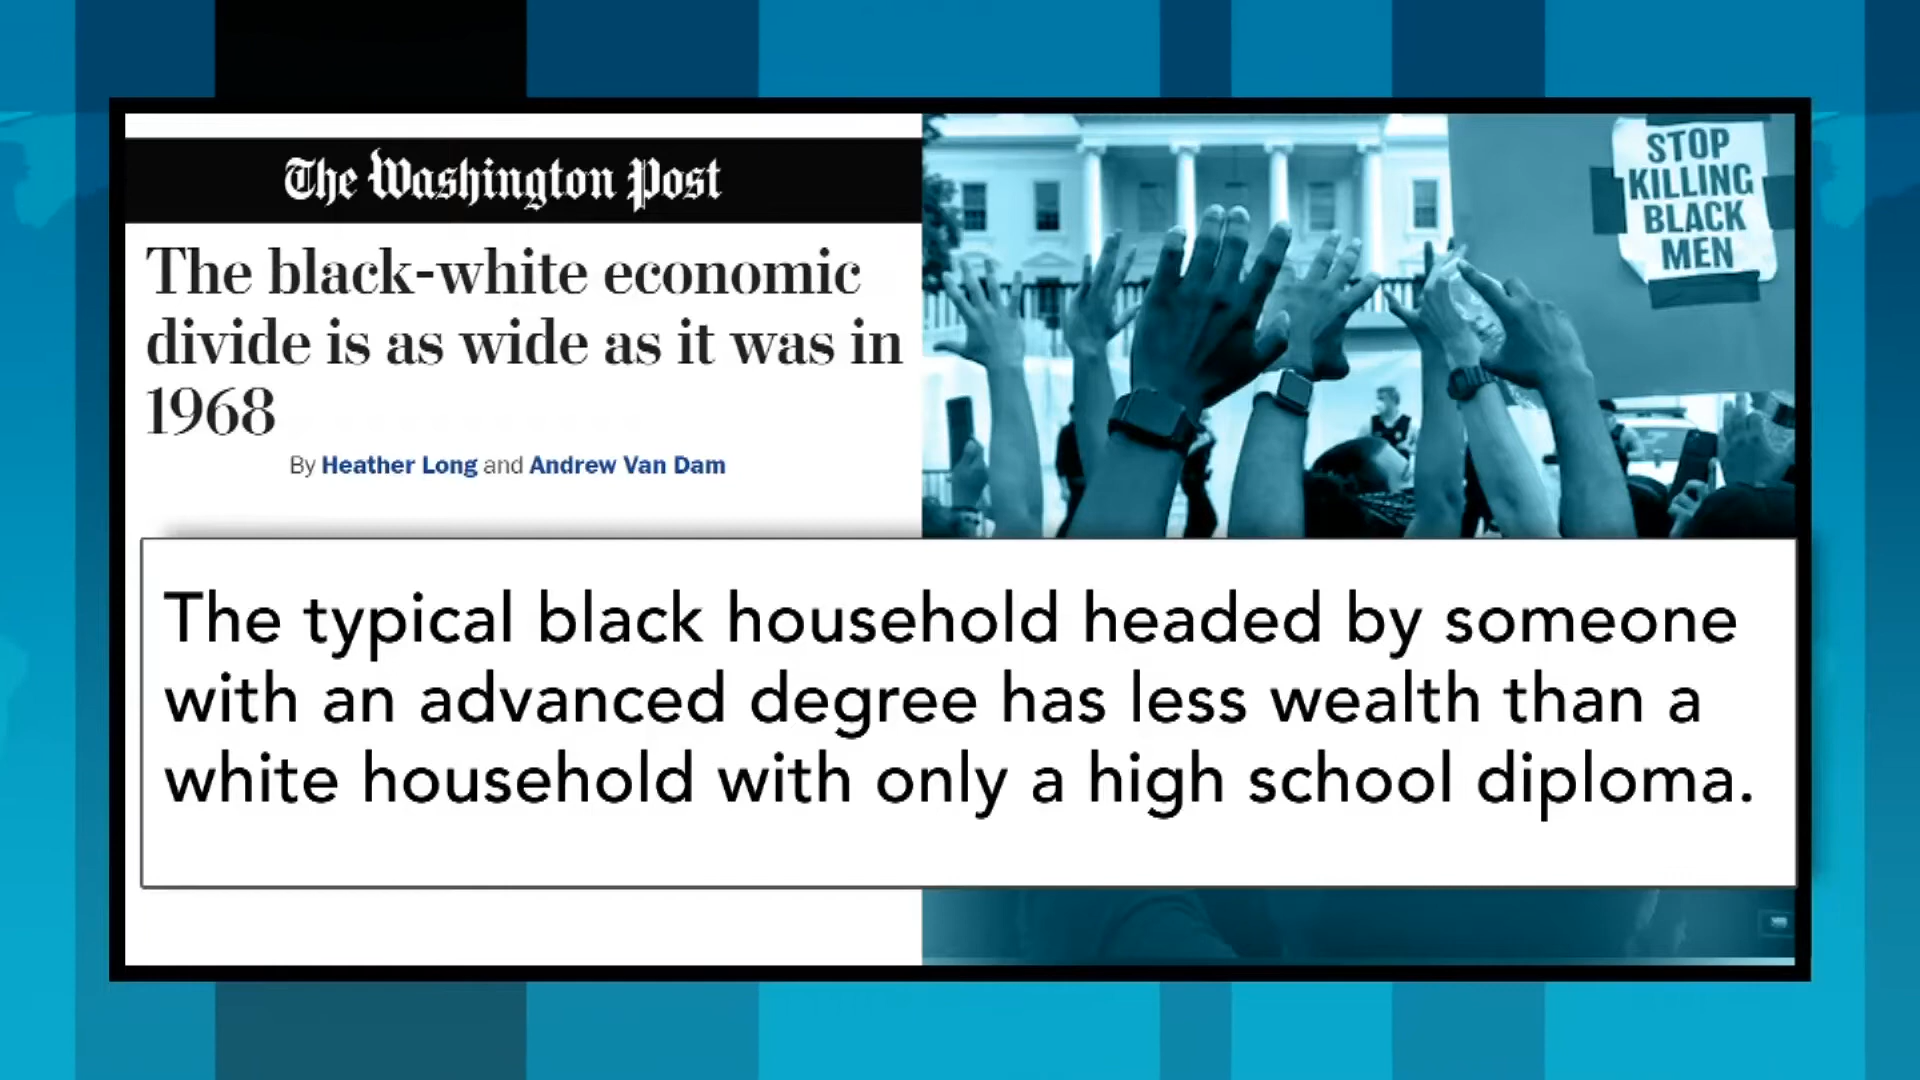 The Washington Post
The black-white economic
divide is as wide as it was in
1968
By Heather Long and Andrew Van Dam
STOP
KILLING
BLACK
MEN
The typical black household headed by someone
with an advanced degree has less wealth than a
white household with only a high school diploma.